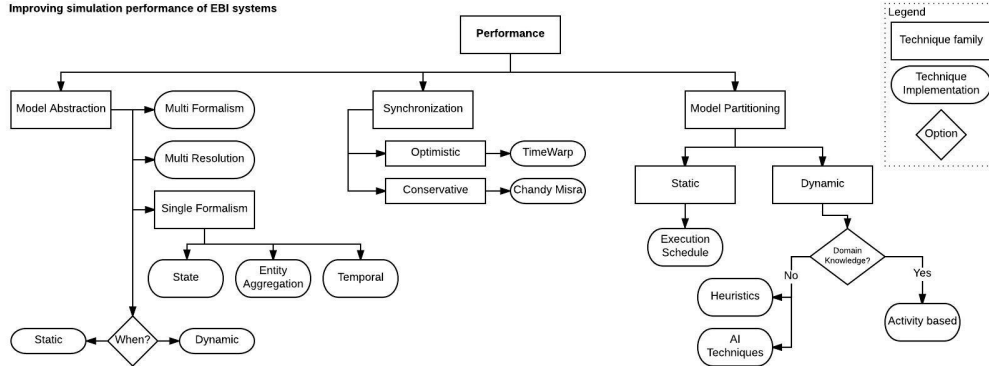 Improving simulation performance of EBI systems
Performance
Legend
Technique family
Technique
Implementation
Option
Model Abstraction
Multi Formalism
Multi Resolution
Single Formalism
State
Entity
Aggregation
Temporal
Static
When?
Dynamic
Synchronization
Optimistic
TimeWarp
Conservative
Chandy Misra
Model Partitioning
Static
Dynamic
Execution
Schedule
Domain
Knowledge?
No
Yes
Heuristics
AI
Techniques
Activity based